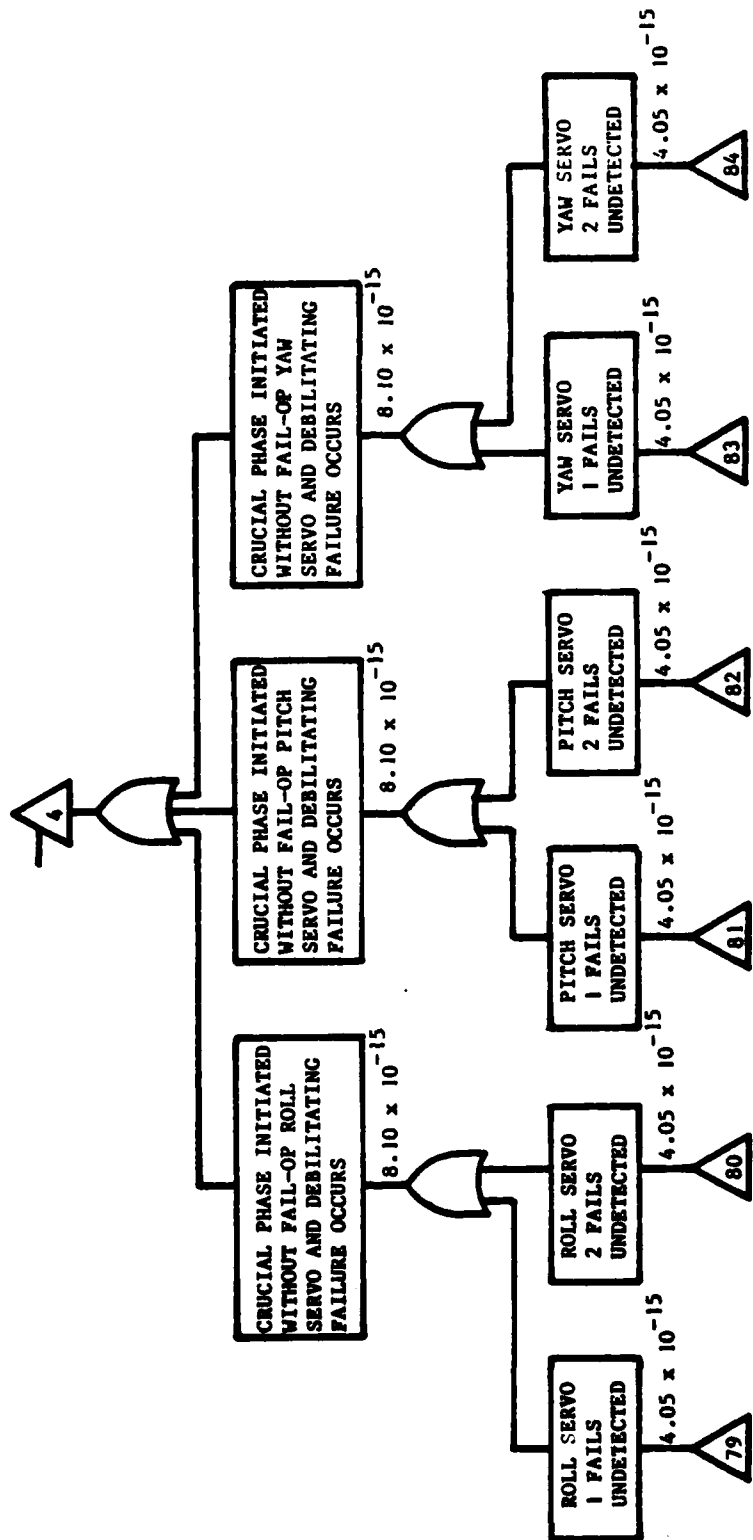 4
CRUCIAL PHASE INITIATED
WITHOUT FAIL-OP ROLL
SERVO AND DEBILITATING
FAILURE OCCURS
8.10 x 10-15
CRUCIAL PHASE INITIATED
WITHOUT FAIL-OP PITCH
SERVO AND DEBILITATING
FAILURE OCCURS
8.10 x 10-15
CRUCIAL PHASE INITIATED
WITHOUT FAIL-OP YAW
SERVO AND DEBILITATING
FAILURE OCCURS
8.10 x 10-15
ROLL SERVO
1 FAILS
UNDETECTED
4.05 x 10-15
79
ROLL SERVO
2 FAILS
UNDETECTED
4.05 x 10-15
80
PITCH SERVO
1 FAILS
UNDETECTED
4.05 x 10-15
81
PITCH SERVO
2 FAILS
UNDETECTED
4.05 x 10-15
82
YAW SERVO
1 FAILS
UNDETECTED
4.05 x 10-15
83
YAW SERVO
2 FAILS
UNDETECTED
4.05 x 10-15
84